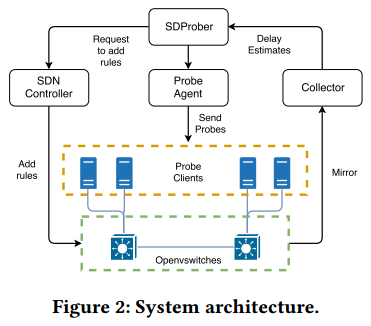 SDProber
Request
to add
rules
Delay
Estimates
SDN
Controller
Probe
Agent
Collector
Send
Probes
Add
rules
Probe
Clients
Mirror
Openvswitches
Figure 2: System architecture.